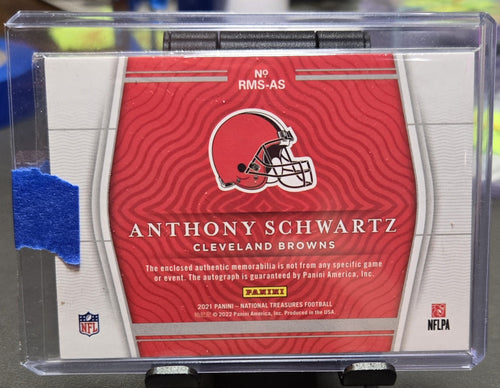 Nº
RMS-AS
ANTHONY SCHWARTZ
CLEVELAND BROWNS
The enclosed authentic memorabilia is not from any specific game
or event. The autograph is guaranteed by Panini America, Inc.
PANINI
2021 PANINI – NATIONAL TREASURES FOOTBALL
© 2022 Panini America, Inc. Produced in the USA.
NFL
NFLPA